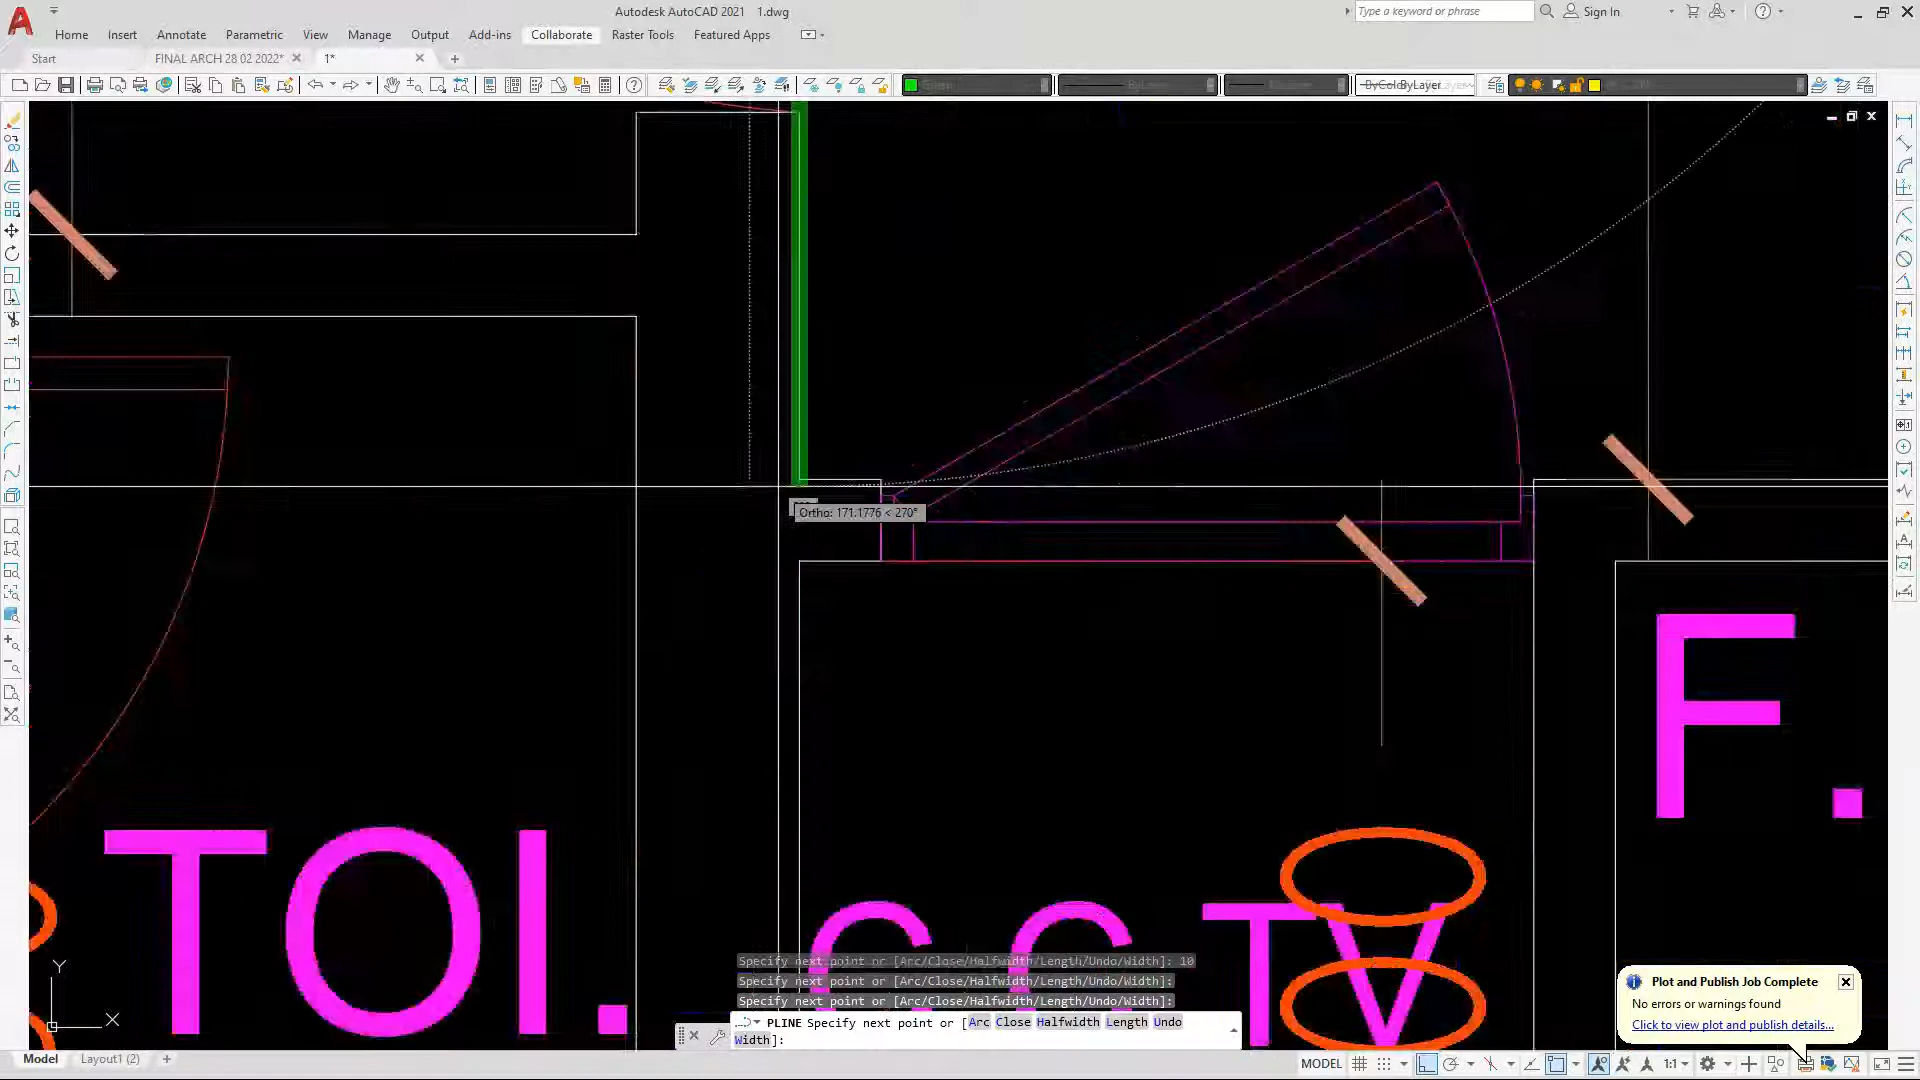 Autodesk AutoCAD 2021 1.dwg
Type a keyword or phrase
Sign In
Home Insert Annotate Parametric View Manage Output Add-ins Collaborate Raster Tools Featured Apps
Start FINAL ARCH 28 02 2022* 1*
ByLayer
Ortho: 171.1776 < 270°
F.
TOI.
C C TV
Specify next point or [Arc/Close/Halfwidth/Length/Undo/Width]: 10
Specify next point or [Arc/Close/Halfwidth/Length/Undo/Width]:
Specify next point or [Arc/Close/Halfwidth/Length/Undo/Width]:
PLINE Specify next point or [Arc Close Halfwidth Length Undo
Width]:
Y
X
Plot and Publish Job Complete
No errors or warnings found
Click to view plot and publish details...
Model Layout1 (2)
MODEL
1:1